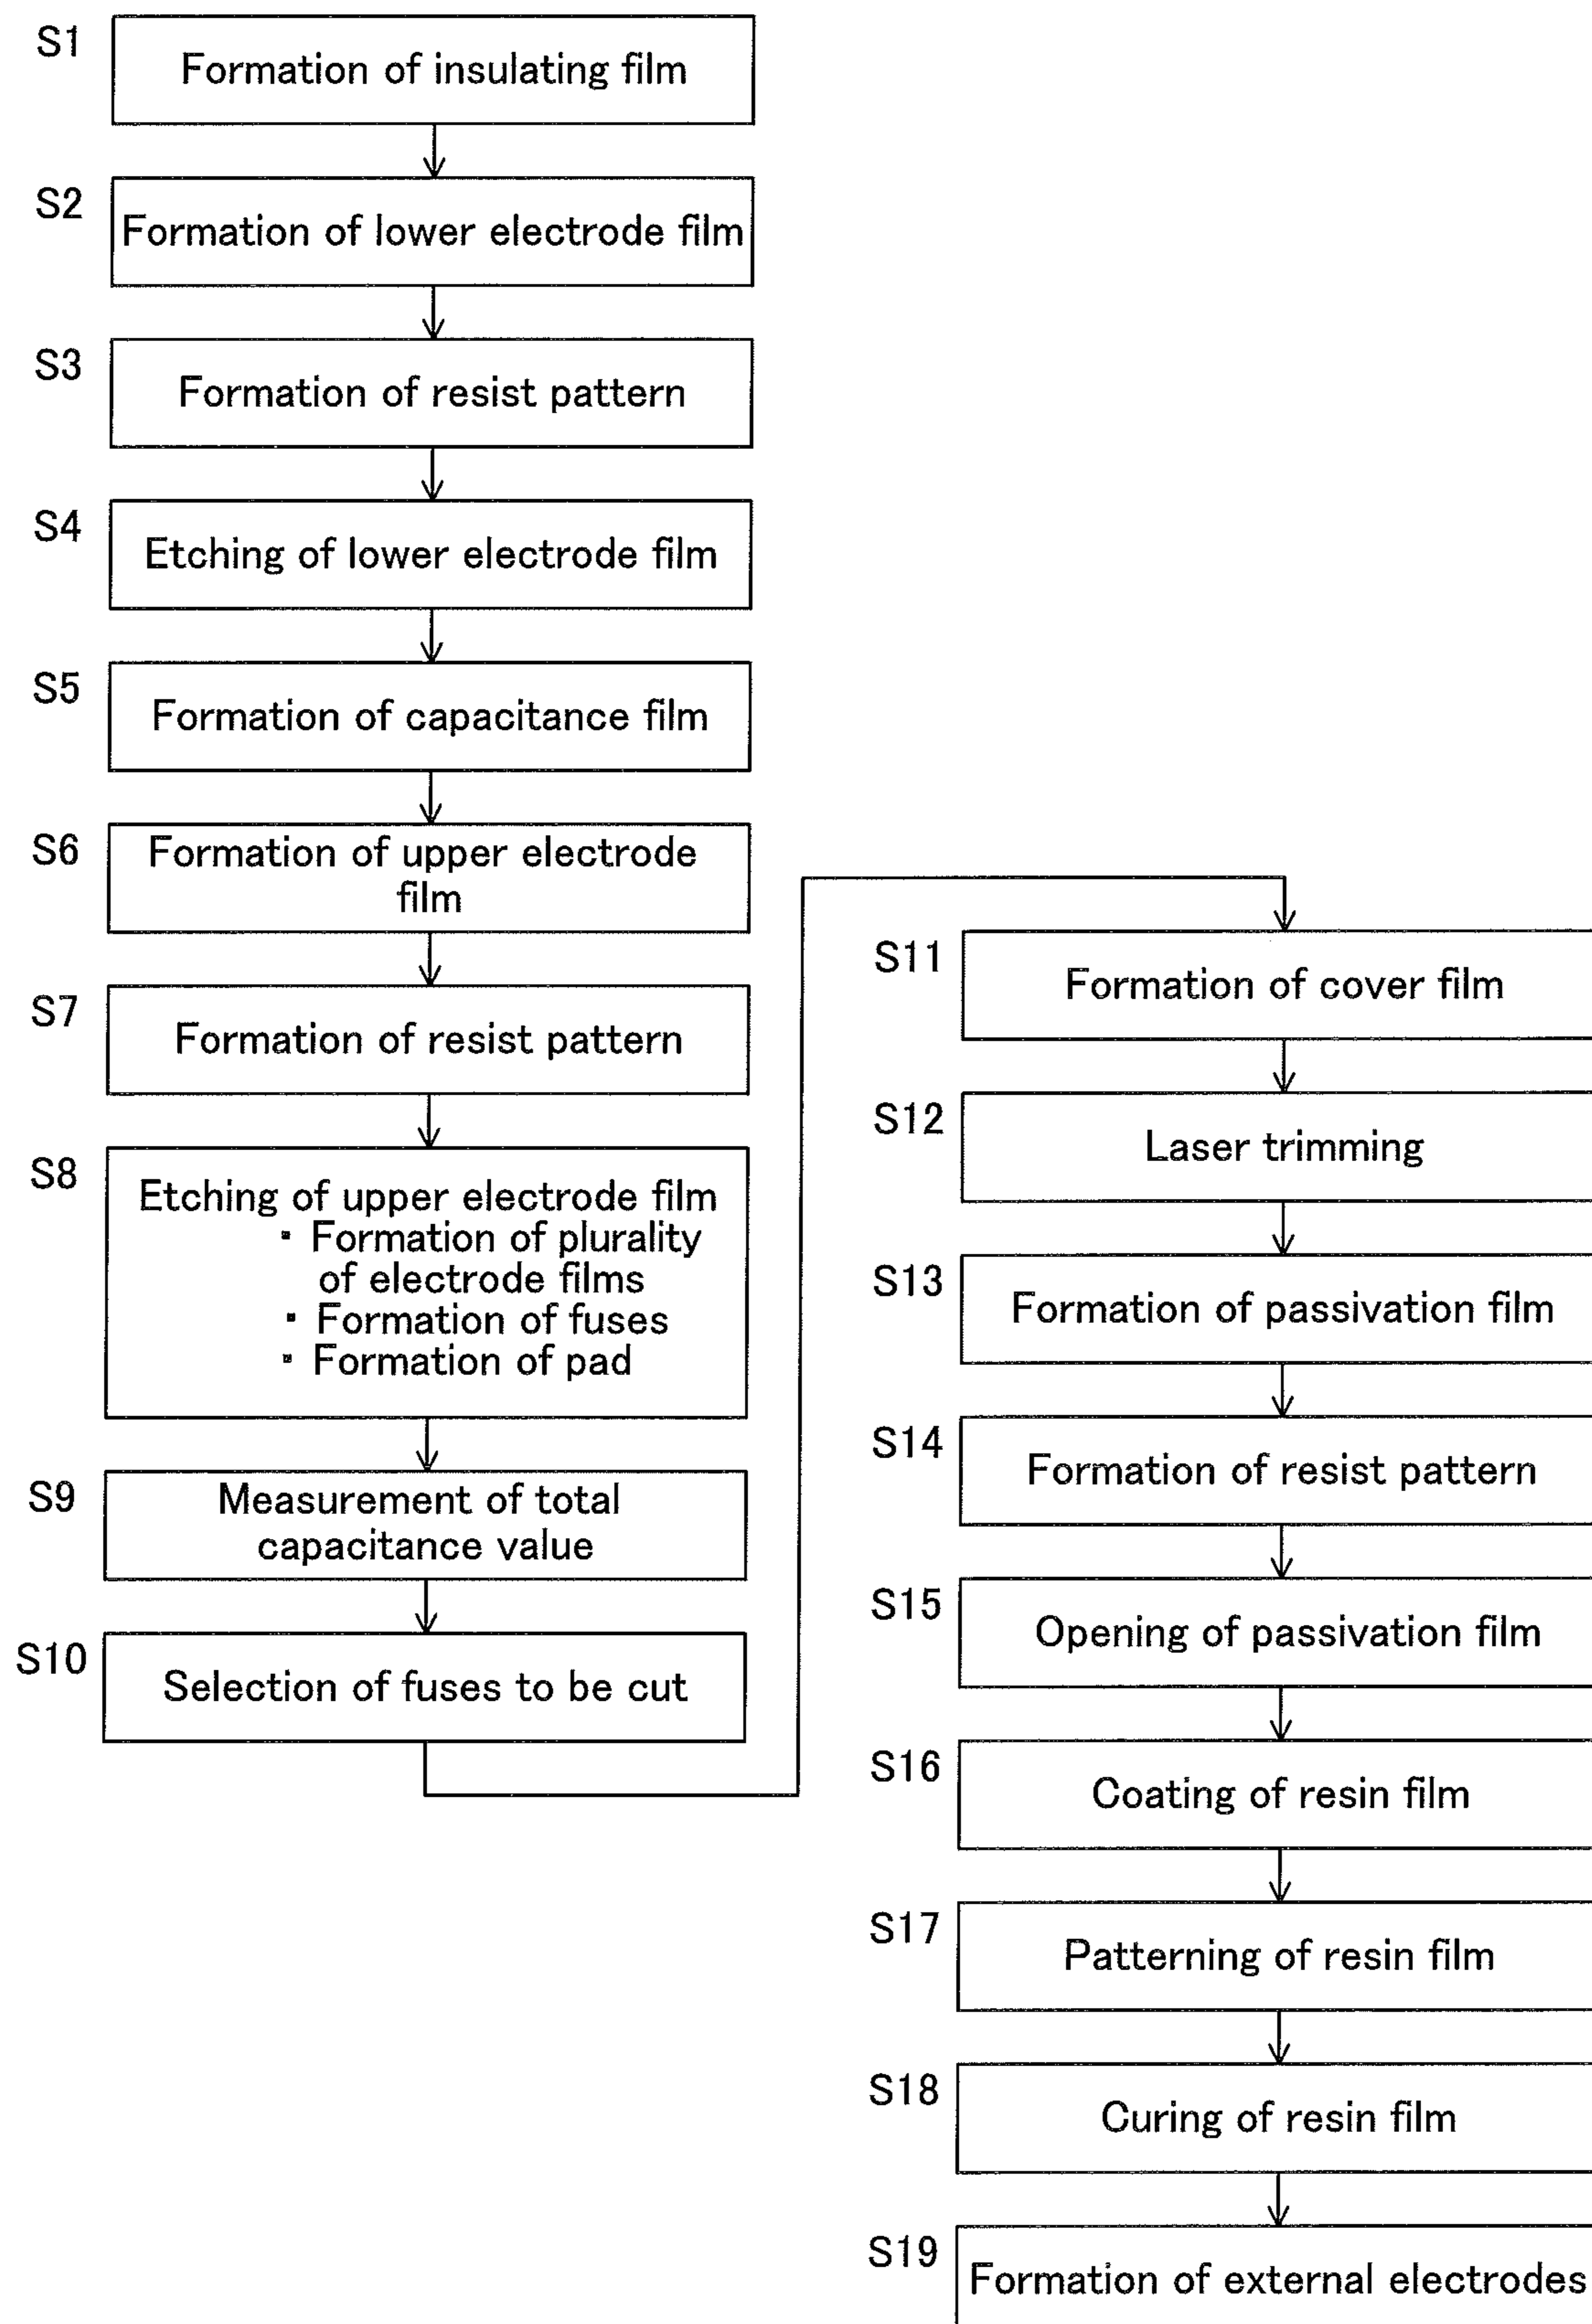 S1
Formation of insulating film
S2
Formation of lower electrode film
S3
Formation of resist pattern
S4
Etching of lower electrode film
S5
Formation of capacitance film
S6
Formation of upper electrode
film
S7
Formation of resist pattern
S8
Etching of upper electrode film
▪ Formation of plurality
of electrode films
▪ Formation of fuses
▪ Formation of pad
S9
Measurement of total
capacitance value
S10
Selection of fuses to be cut
S11
Formation of cover film
S12
Laser trimming
S13
Formation of passivation film
S14
Formation of resist pattern
S15
Opening of passivation film
S16
Coating of resin film
S17
Patterning of resin film
S18
Curing of resin film
S19
Formation of external electrodes